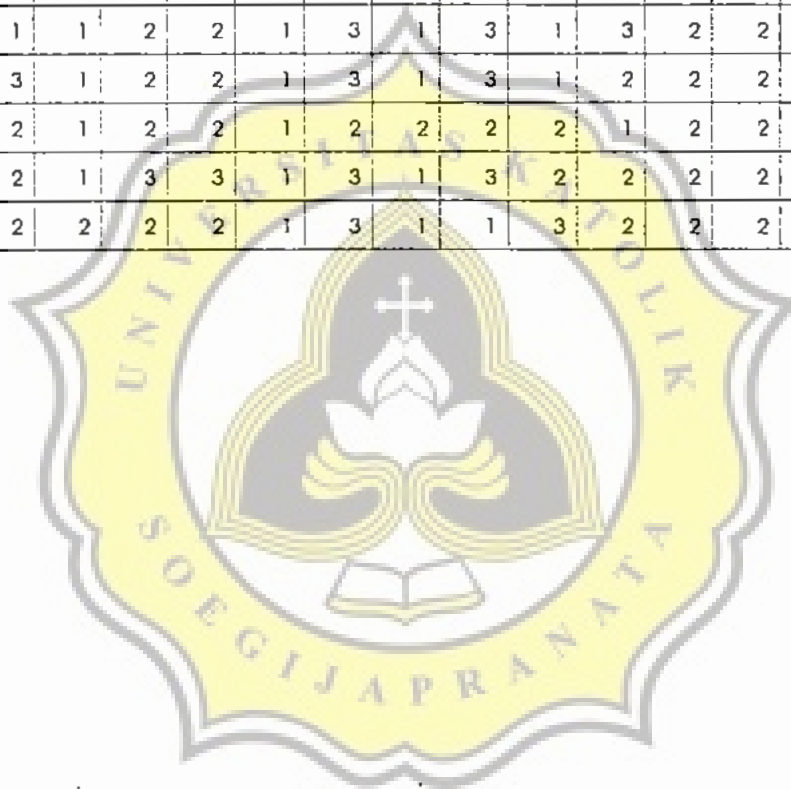 1 1 2 2 1 3 1 3 1 3 2 2
3 1 2 2 1 3 1 3 1 2 2 2
2 1 2 2 1 2 2 2 2 1 2 2
2 1 3 3 1 3 1 3 2 2 2 2
2 2 2 2 1 3 1 1 3 2 2 2
UNIVERSITAS KATOLIK
SOEGIJAPRANATA